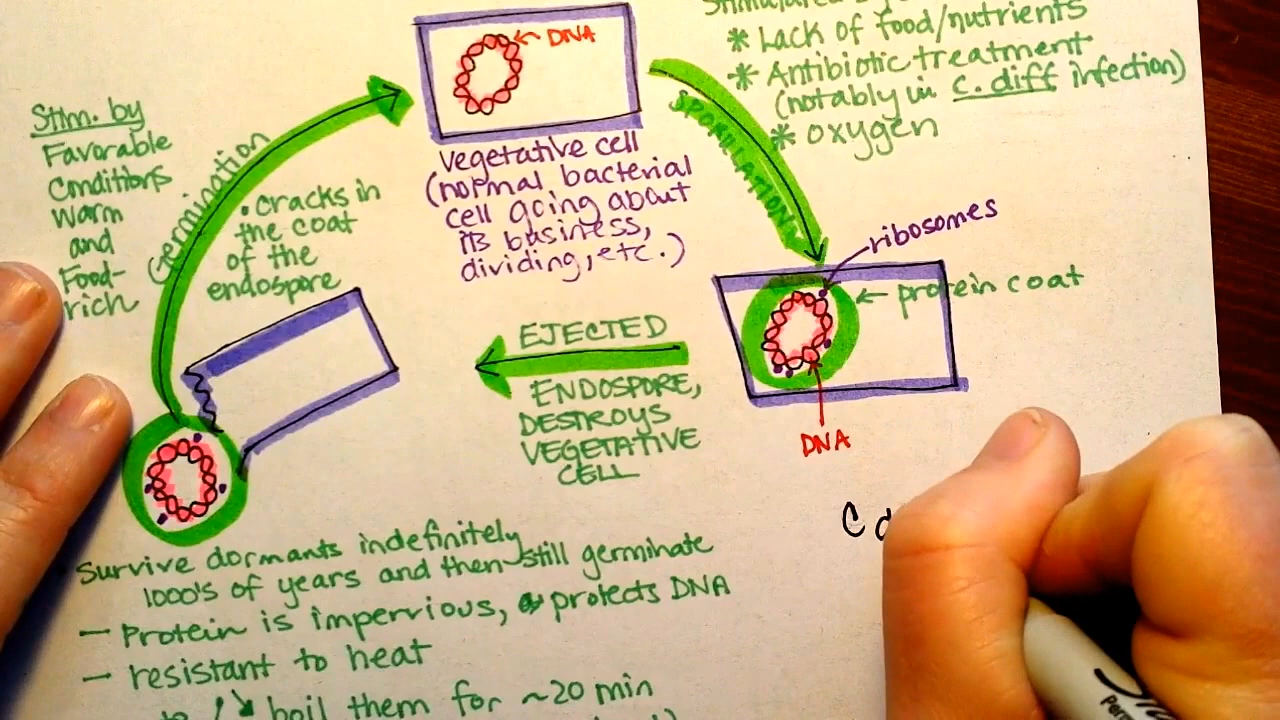 DNA
Vegetative cell
(normal bacterial
cell going about
its business,
dividing, etc.)
Stimulated
* Lack of food/nutrients
* Antibiotic treatment
(notably in C. diff infection)
* oxygen
SPORULATION
ribosomes
protein coat
DNA
EJECTED
ENDOSPORE,
DESTROYS
VEGETATIVE
CELL
Stim. by
Favorable
Conditions
Warm
and
Food-
rich
Germination
• Cracks in
the coat
of the
endospore
Survive dormants indefinitely
1000's of years and then still germinate
- Protein is impervious, protects DNA
- resistant to heat
boil them for ~20 min
C d